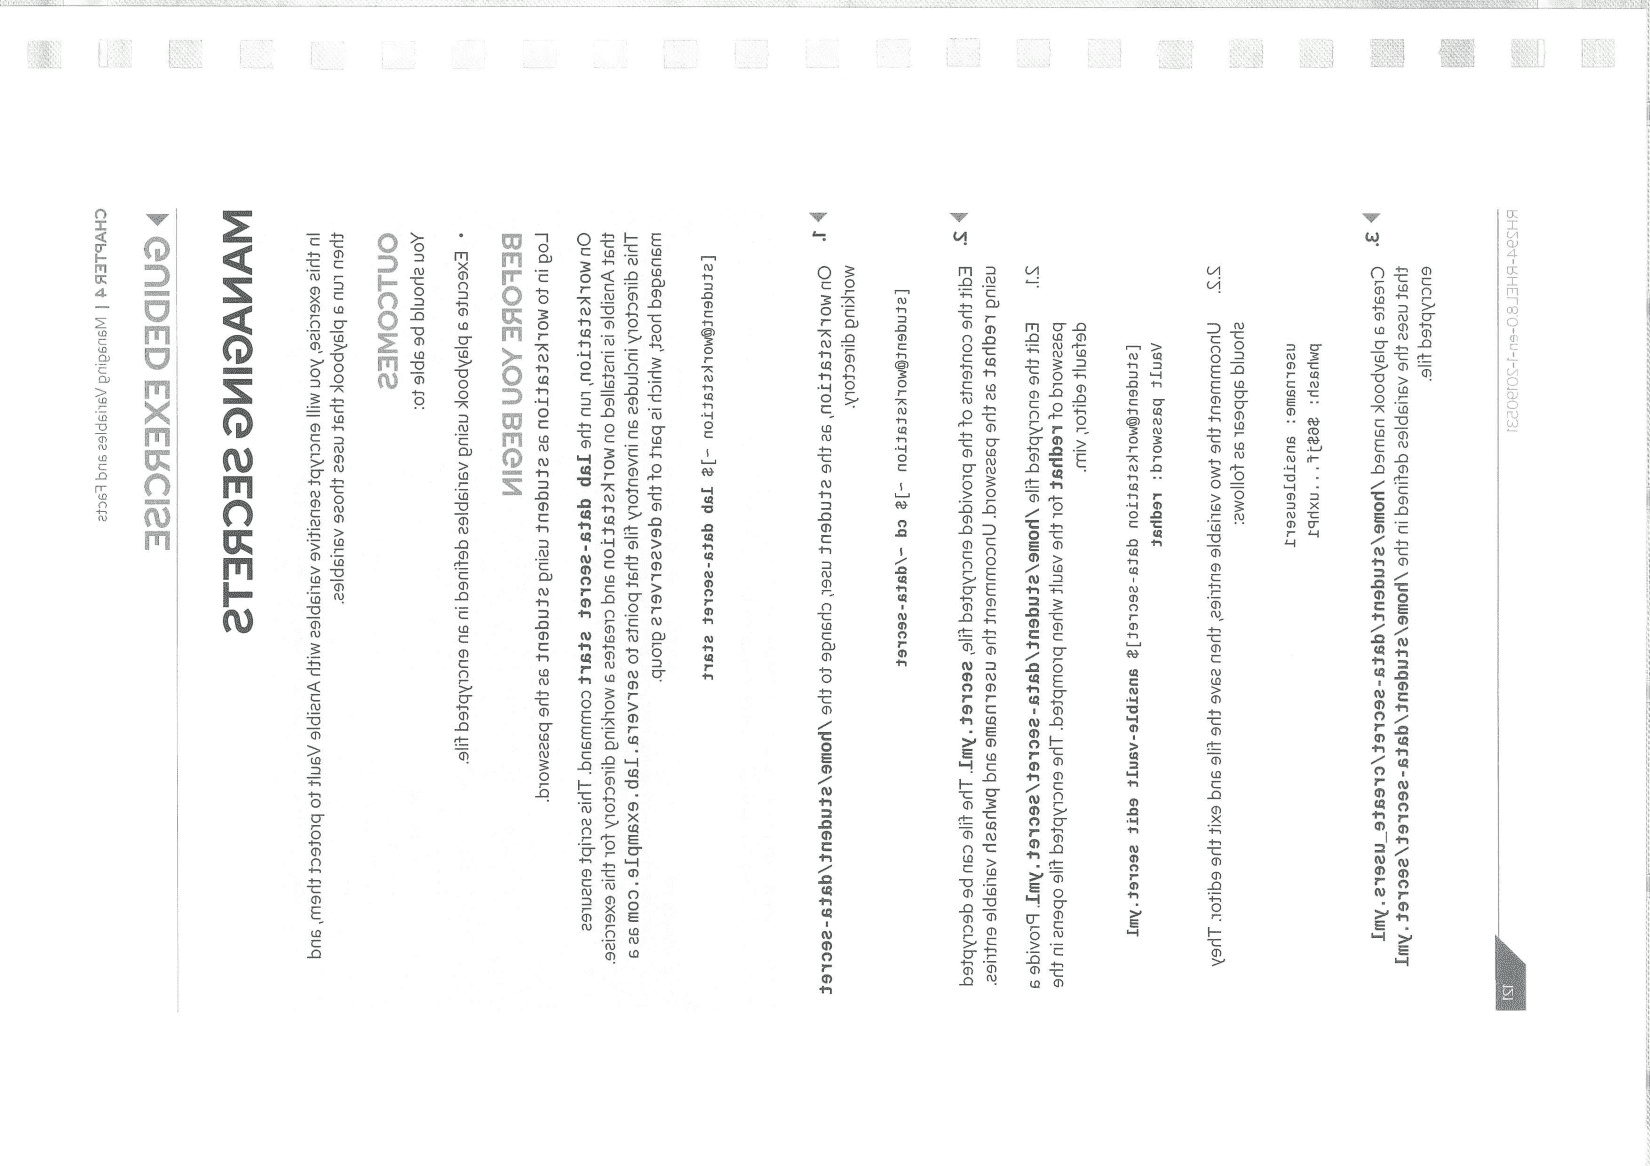 CHAPTER 4 | Managing Variables and Facts
GUIDED EXERCISE
MANAGING SECRETS
In this exercise, you will encrypt sensitive variables with Ansible Vault to protect them, and
then run a playbook that uses those variables.
OUTCOMES
You should be able to:
• Execute a playbook using variables defined in an encrypted file.
BEFORE YOU BEGIN
Log in to workstation as student using student as the password.
On workstation, run the lab data-secret start command. This script ensures
that Ansible is installed on workstation and creates a working directory for this exercise.
This directory includes an inventory file that points to servera.lab.example.com as a
managed host, which is part of the devservers group.
[student@workstation ~]$ lab data-secret start
1. On workstation, as the student user, change to the /home/student/data-secret
working directory.
[student@workstation ~]$ cd ~/data-secret
2. Edit the contents of the provided encrypted file, secret.yml. The file can be decrypted
using redhat as the password. Uncomment the username and pwhash variable entries.
2.1. Edit the encrypted file /home/student/data-secret/secret.yml. Provide a
password of redhat for the vault when prompted. The encrypted file opens in the
default editor, vim.
[student@workstation data-secret]$ ansible-vault edit secret.yml
Vault password: redhat
2.2. Uncomment the two variable entries, then save the file and exit the editor. They
should appear as follows:
username: ansibleuser1
pwhash: $6$jf...uxhP1
3. Create a playbook named /home/student/data-secret/create_users.yml
that uses the variables defined in the /home/student/data-secret/secret.yml
encrypted file.
RH294-RHEL8.0-en-1-20190531
121